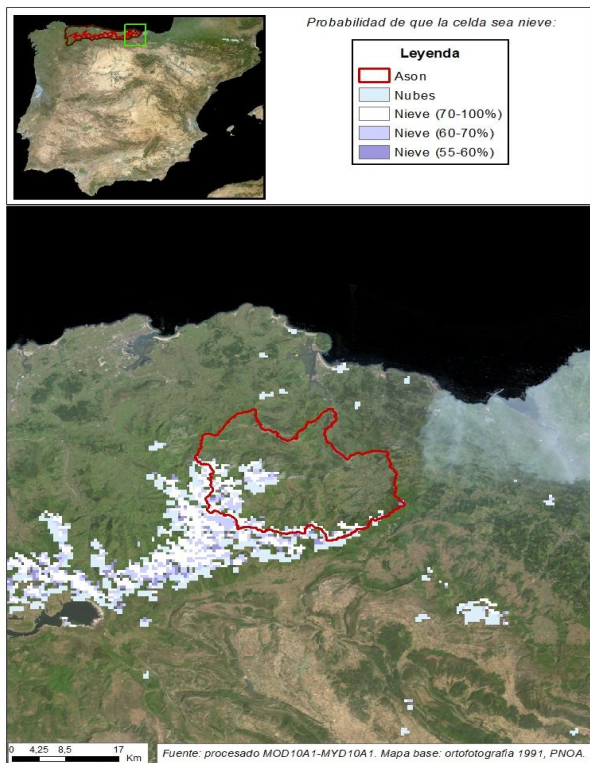 Probabilidad de que la celda sea nieve:
Leyenda
Ason
Nubes
Nieve (70-100%)
Nieve (60-70%)
Nieve (55-60%)
0 4,25 8,5 17
Km
Fuente: procesado MOD10A1-MYD10A1. Mapa base: ortofotografía 1991, PNOA.